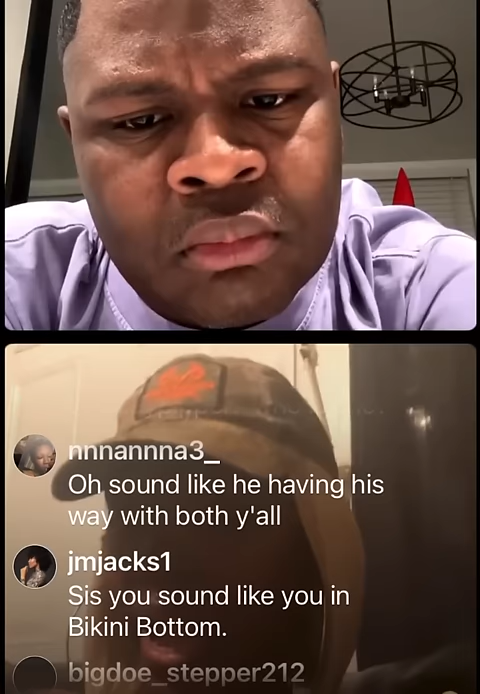 nnnannna3_
Oh sound like he having his
way with both y'all
jmjacks1
Sis you sound like you in
Bikini Bottom.
bigdoe_stepper212